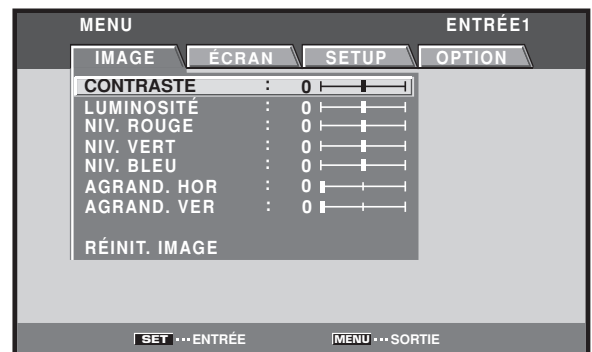 MENU ENTRÉE1
IMAGE ÉCRAN SETUP OPTION
CONTRASTE : 0
LUMINOSITÉ : 0
NIV. ROUGE : 0
NIV. VERT : 0
NIV. BLEU : 0
AGRAND. HOR : 0
AGRAND. VER : 0
RÉINIT. IMAGE
SET ···ENTRÉE MENU ···SORTIE